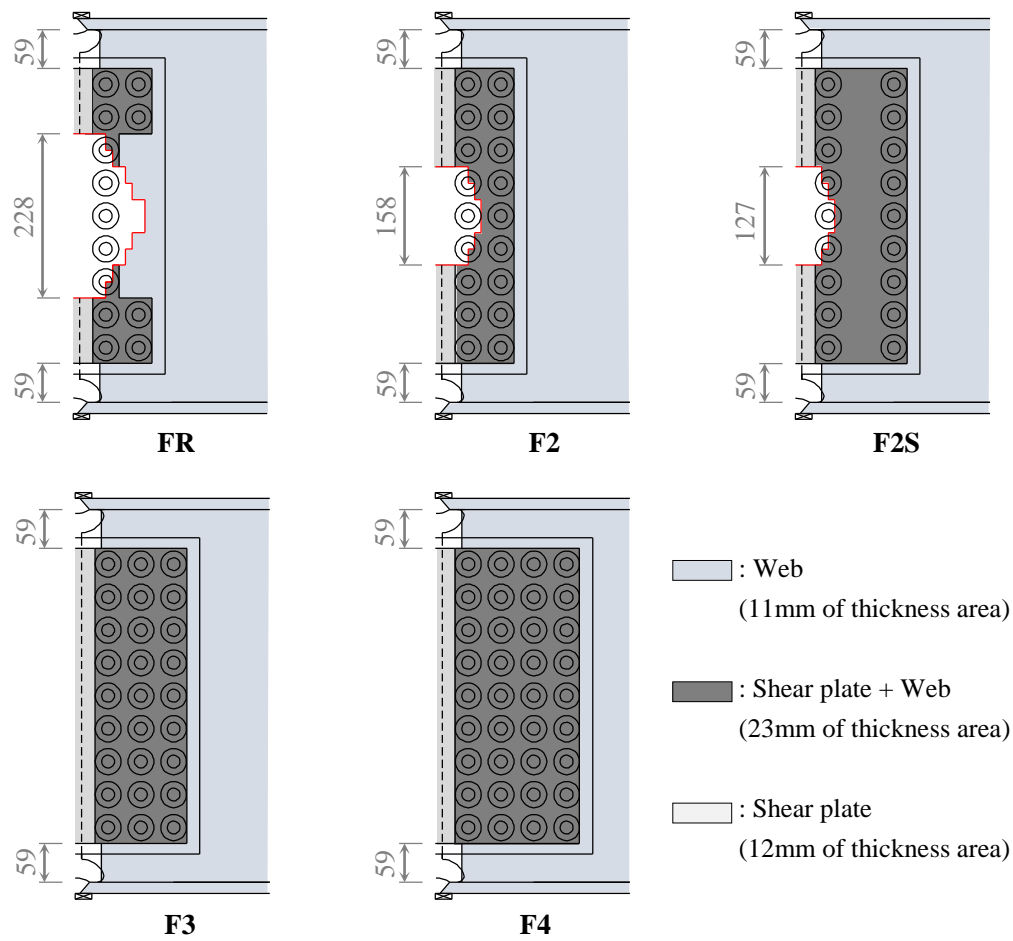 59
228
59
FR
59
158
59
F2
59
127
59
F2S
59
59
F3
59
59
F4
: Web
(11mm of thickness area)
: Shear plate + Web
(23mm of thickness area)
: Shear plate
(12mm of thickness area)